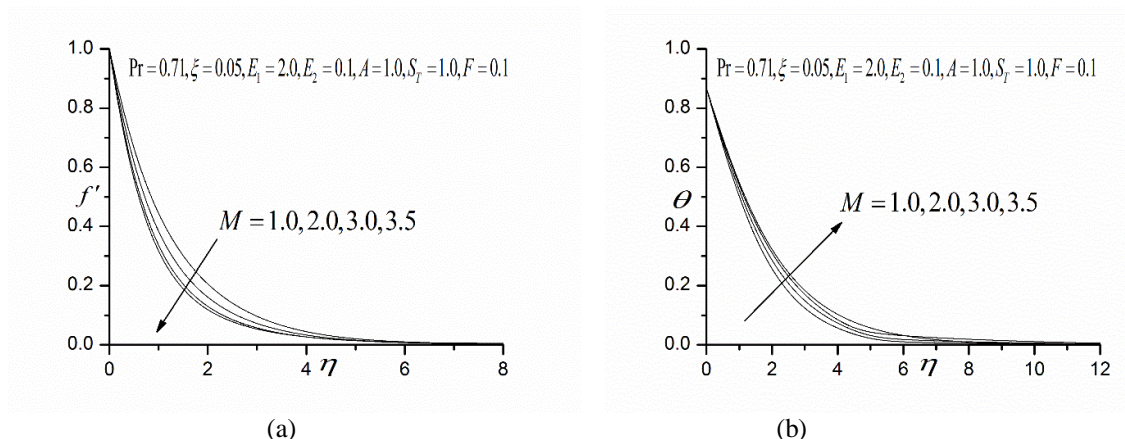 Pr = 0.71, ξ = 0.05, E₁ = 2.0, E₂ = 0.1, A = 1.0, S_T = 1.0, F = 0.1
1.0
0.8
0.6
f′
0.4
M = 1.0, 2.0, 3.0, 3.5
0.2
0.0
0 2 4 6 8
η
(a)
Pr = 0.71, ξ = 0.05, E₁ = 2.0, E₂ = 0.1, A = 1.0, S_T = 1.0, F = 0.1
1.0
0.8
0.6
θ
0.4
M = 1.0, 2.0, 3.0, 3.5
0.2
0.0
0 2 4 6 8 10 12
η
(b)